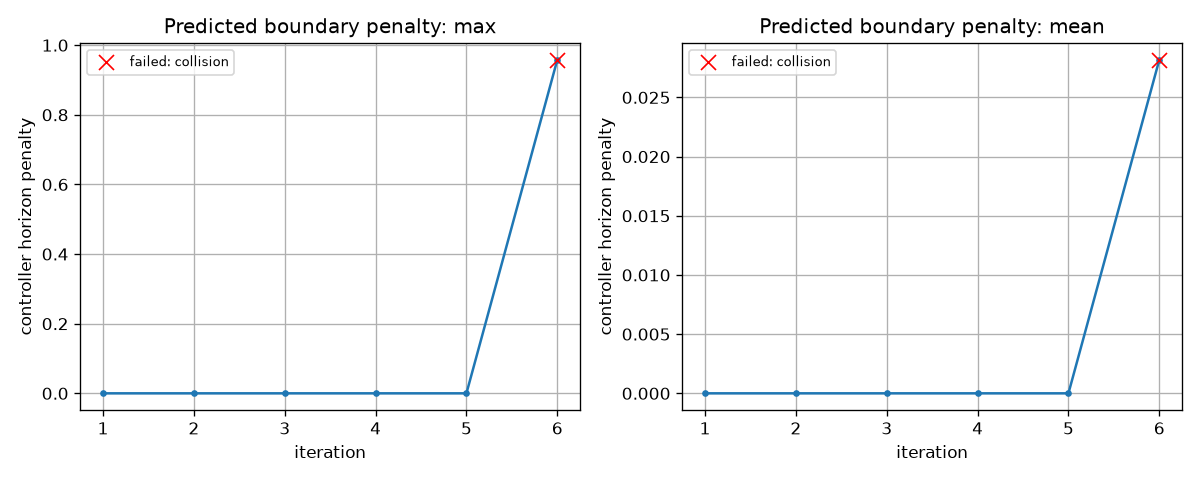 Predicted boundary penalty: max
failed: collision
controller horizon penalty
1.0
0.8
0.6
0.4
0.2
0.0
1 2 3 4 5 6
iteration
Predicted boundary penalty: mean
failed: collision
controller horizon penalty
0.025
0.020
0.015
0.010
0.005
0.000
1 2 3 4 5 6
iteration